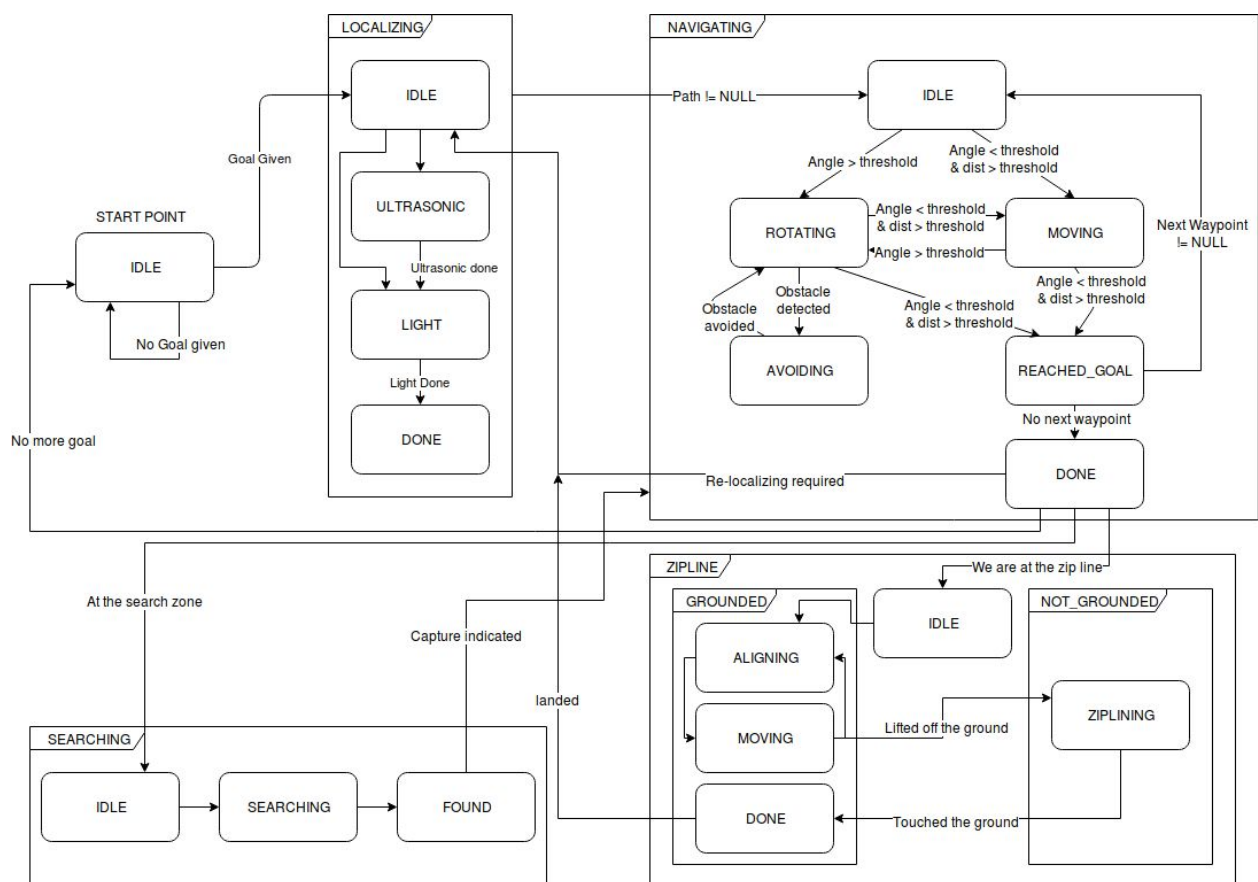 LOCALIZING
NAVIGATING
IDLE
Path != NULL
IDLE
Goal Given
Angle > threshold
Angle < threshold
& dist > threshold
ULTRASONIC
START POINT
IDLE
ROTATING
Angle < threshold
& dist > threshold
Angle > threshold
MOVING
Next Waypoint
!= NULL
Ultrasonic done
Obstacle
avoided
Obstacle
detected
Angle < threshold
& dist > threshold
Angle < threshold
& dist > threshold
LIGHT
No Goal given
AVOIDING
REACHED_GOAL
Light Done
No next waypoint
DONE
No more goal
Re-localizing required
DONE
ZIPLINE
We are at the zip line
At the search zone
GROUNDED
NOT_GROUNDED
IDLE
Capture indicated
ALIGNING
landed
ZIPLINING
Lifted off the ground
MOVING
SEARCHING
IDLE
SEARCHING
FOUND
DONE
Touched the ground